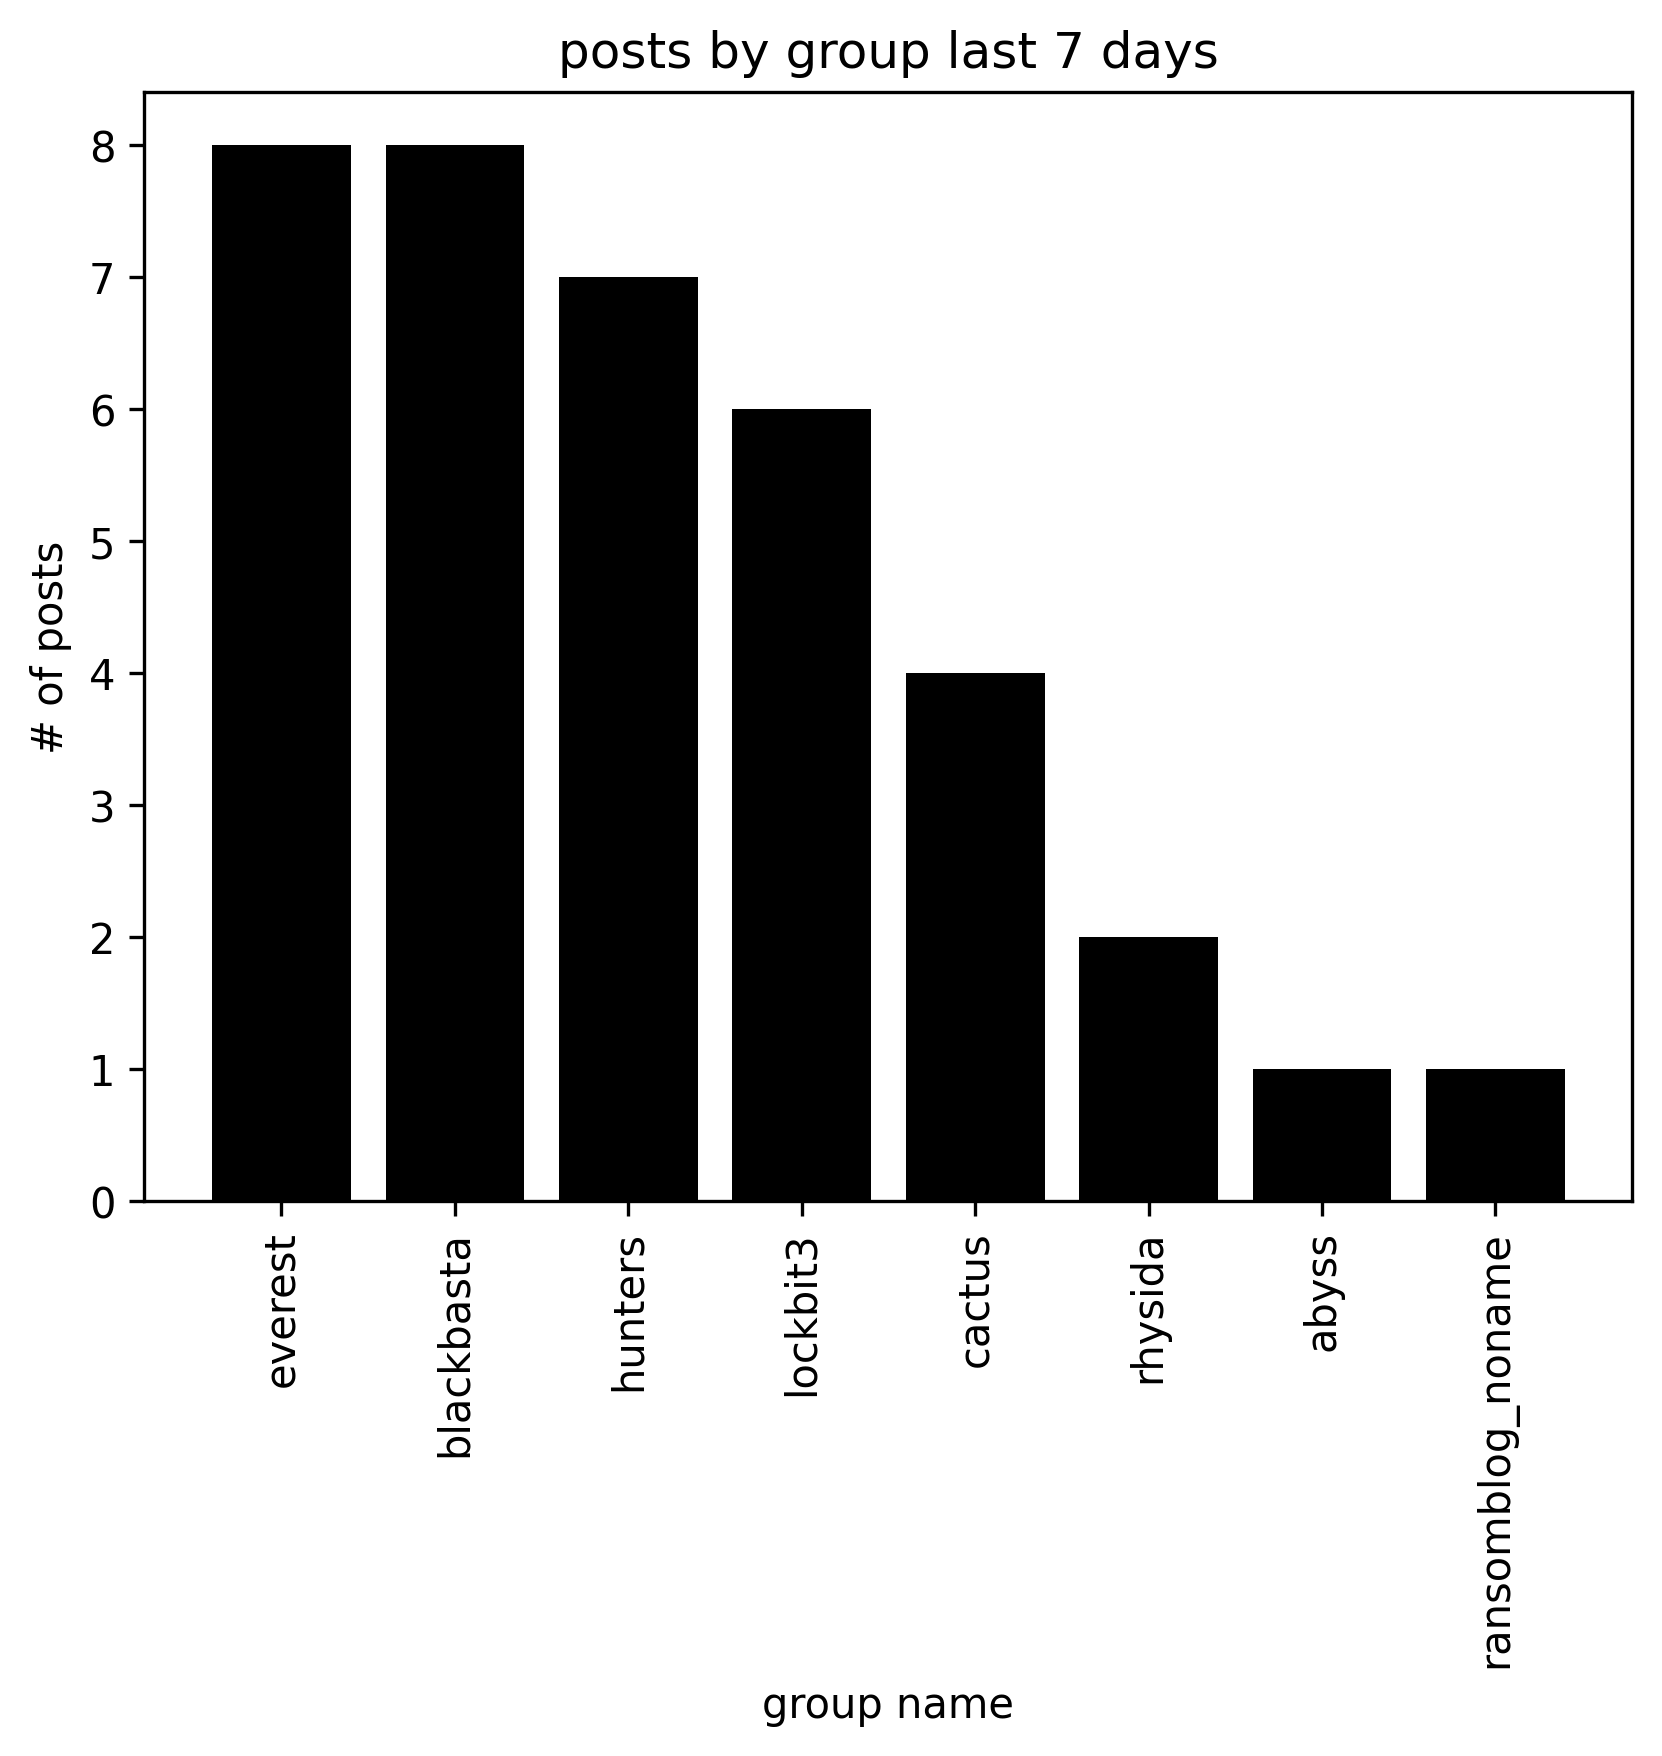 posts by group last 7 days
# of posts
8
7
6
5
4
3
2
1
0
everest
blackbasta
hunters
lockbit3
cactus
rhysida
abyss
ransomblog_noname
group name